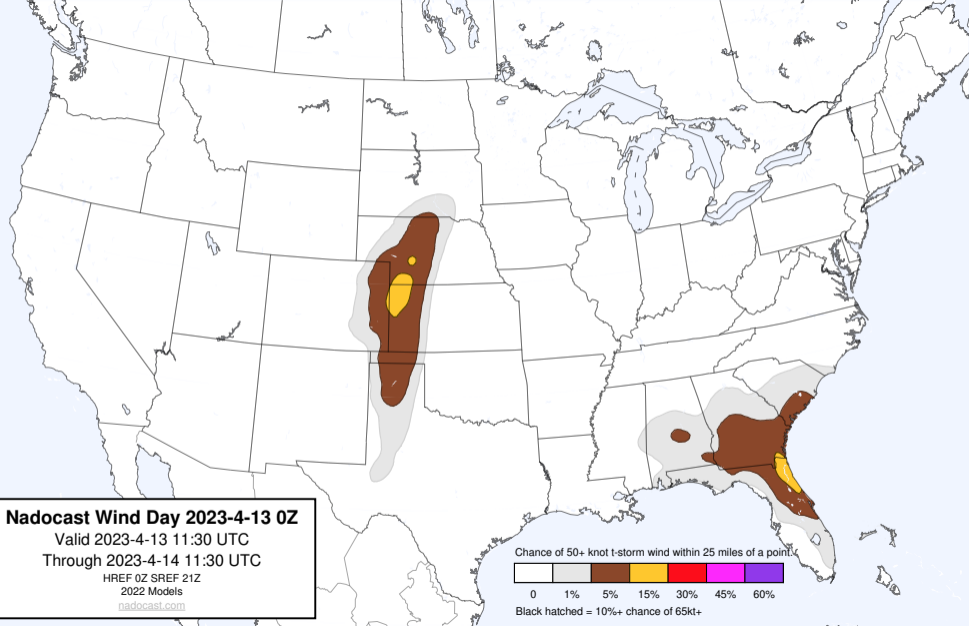 Nadocast Wind Day 2023-4-13 0Z
Valid 2023-4-13 11:30 UTC
Through 2023-4-14 11:30 UTC
HREF 0Z SREF 21Z
2022 Models
nadocast.com
Chance of 50+ knot t-storm wind within 25 miles of a point.
0 1% 5% 15% 30% 45% 60%
Black hatched = 10%+ chance of 65kt+